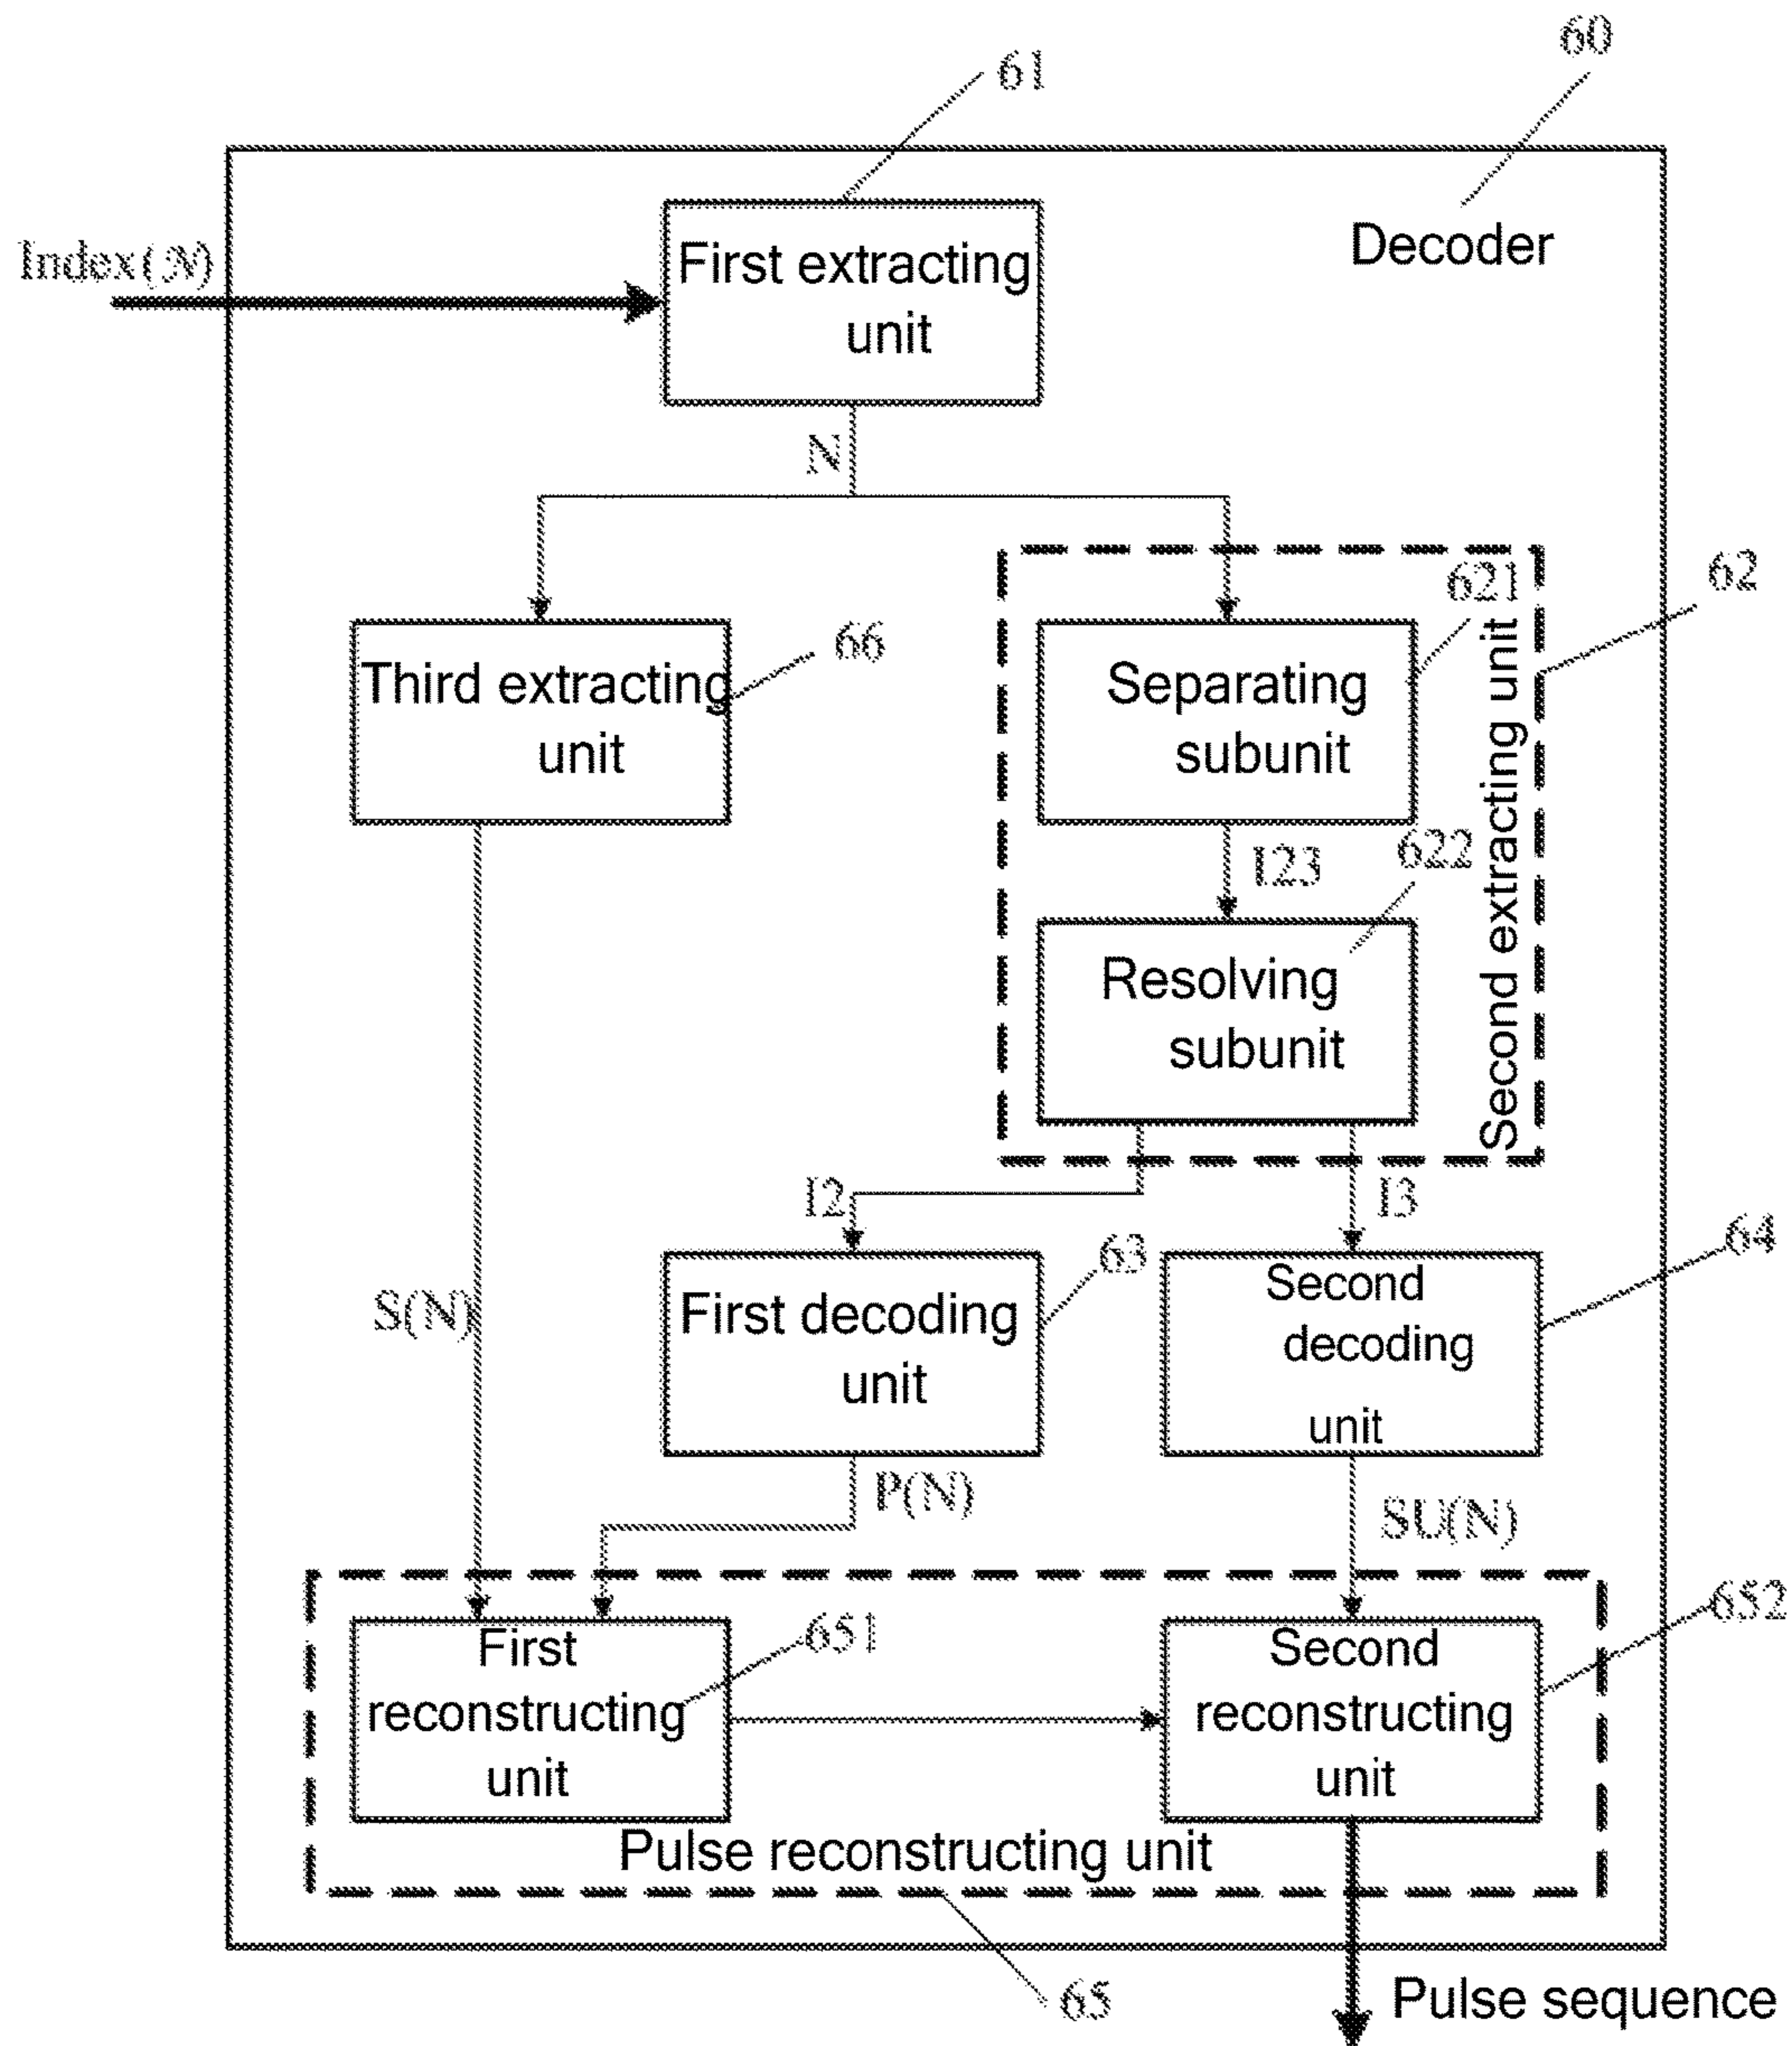 60
61
Index(N)
First extracting
unit
Decoder
N
621
62
66
Third extracting
unit
Separating
subunit
Second extracting unit
I23
622
Resolving
subunit
I2
I3
63
64
S(N)
First decoding
unit
Second
decoding
unit
P(N)
SU(N)
651
652
First
reconstructing
unit
Second
reconstructing
unit
Pulse reconstructing unit
65
Pulse sequence